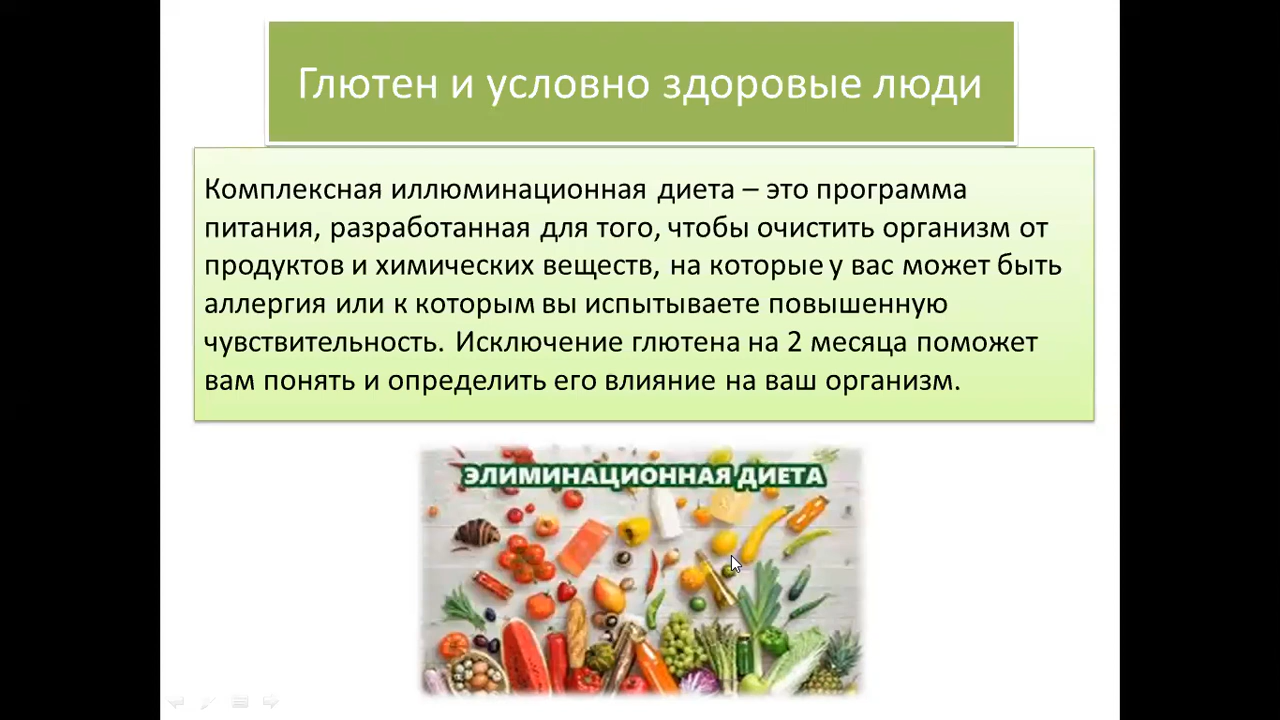 Глютен и условно здоровые люди
Комплексная иллюминационная диета – это программа
питания, разработанная для того, чтобы очистить организм от
продуктов и химических веществ, на которые у вас может быть
аллергия или к которым вы испытываете повышенную
чувствительность. Исключение глютена на 2 месяца поможет
вам понять и определить его влияние на ваш организм.
ЭЛИМИНАЦИОННАЯ ДИЕТА